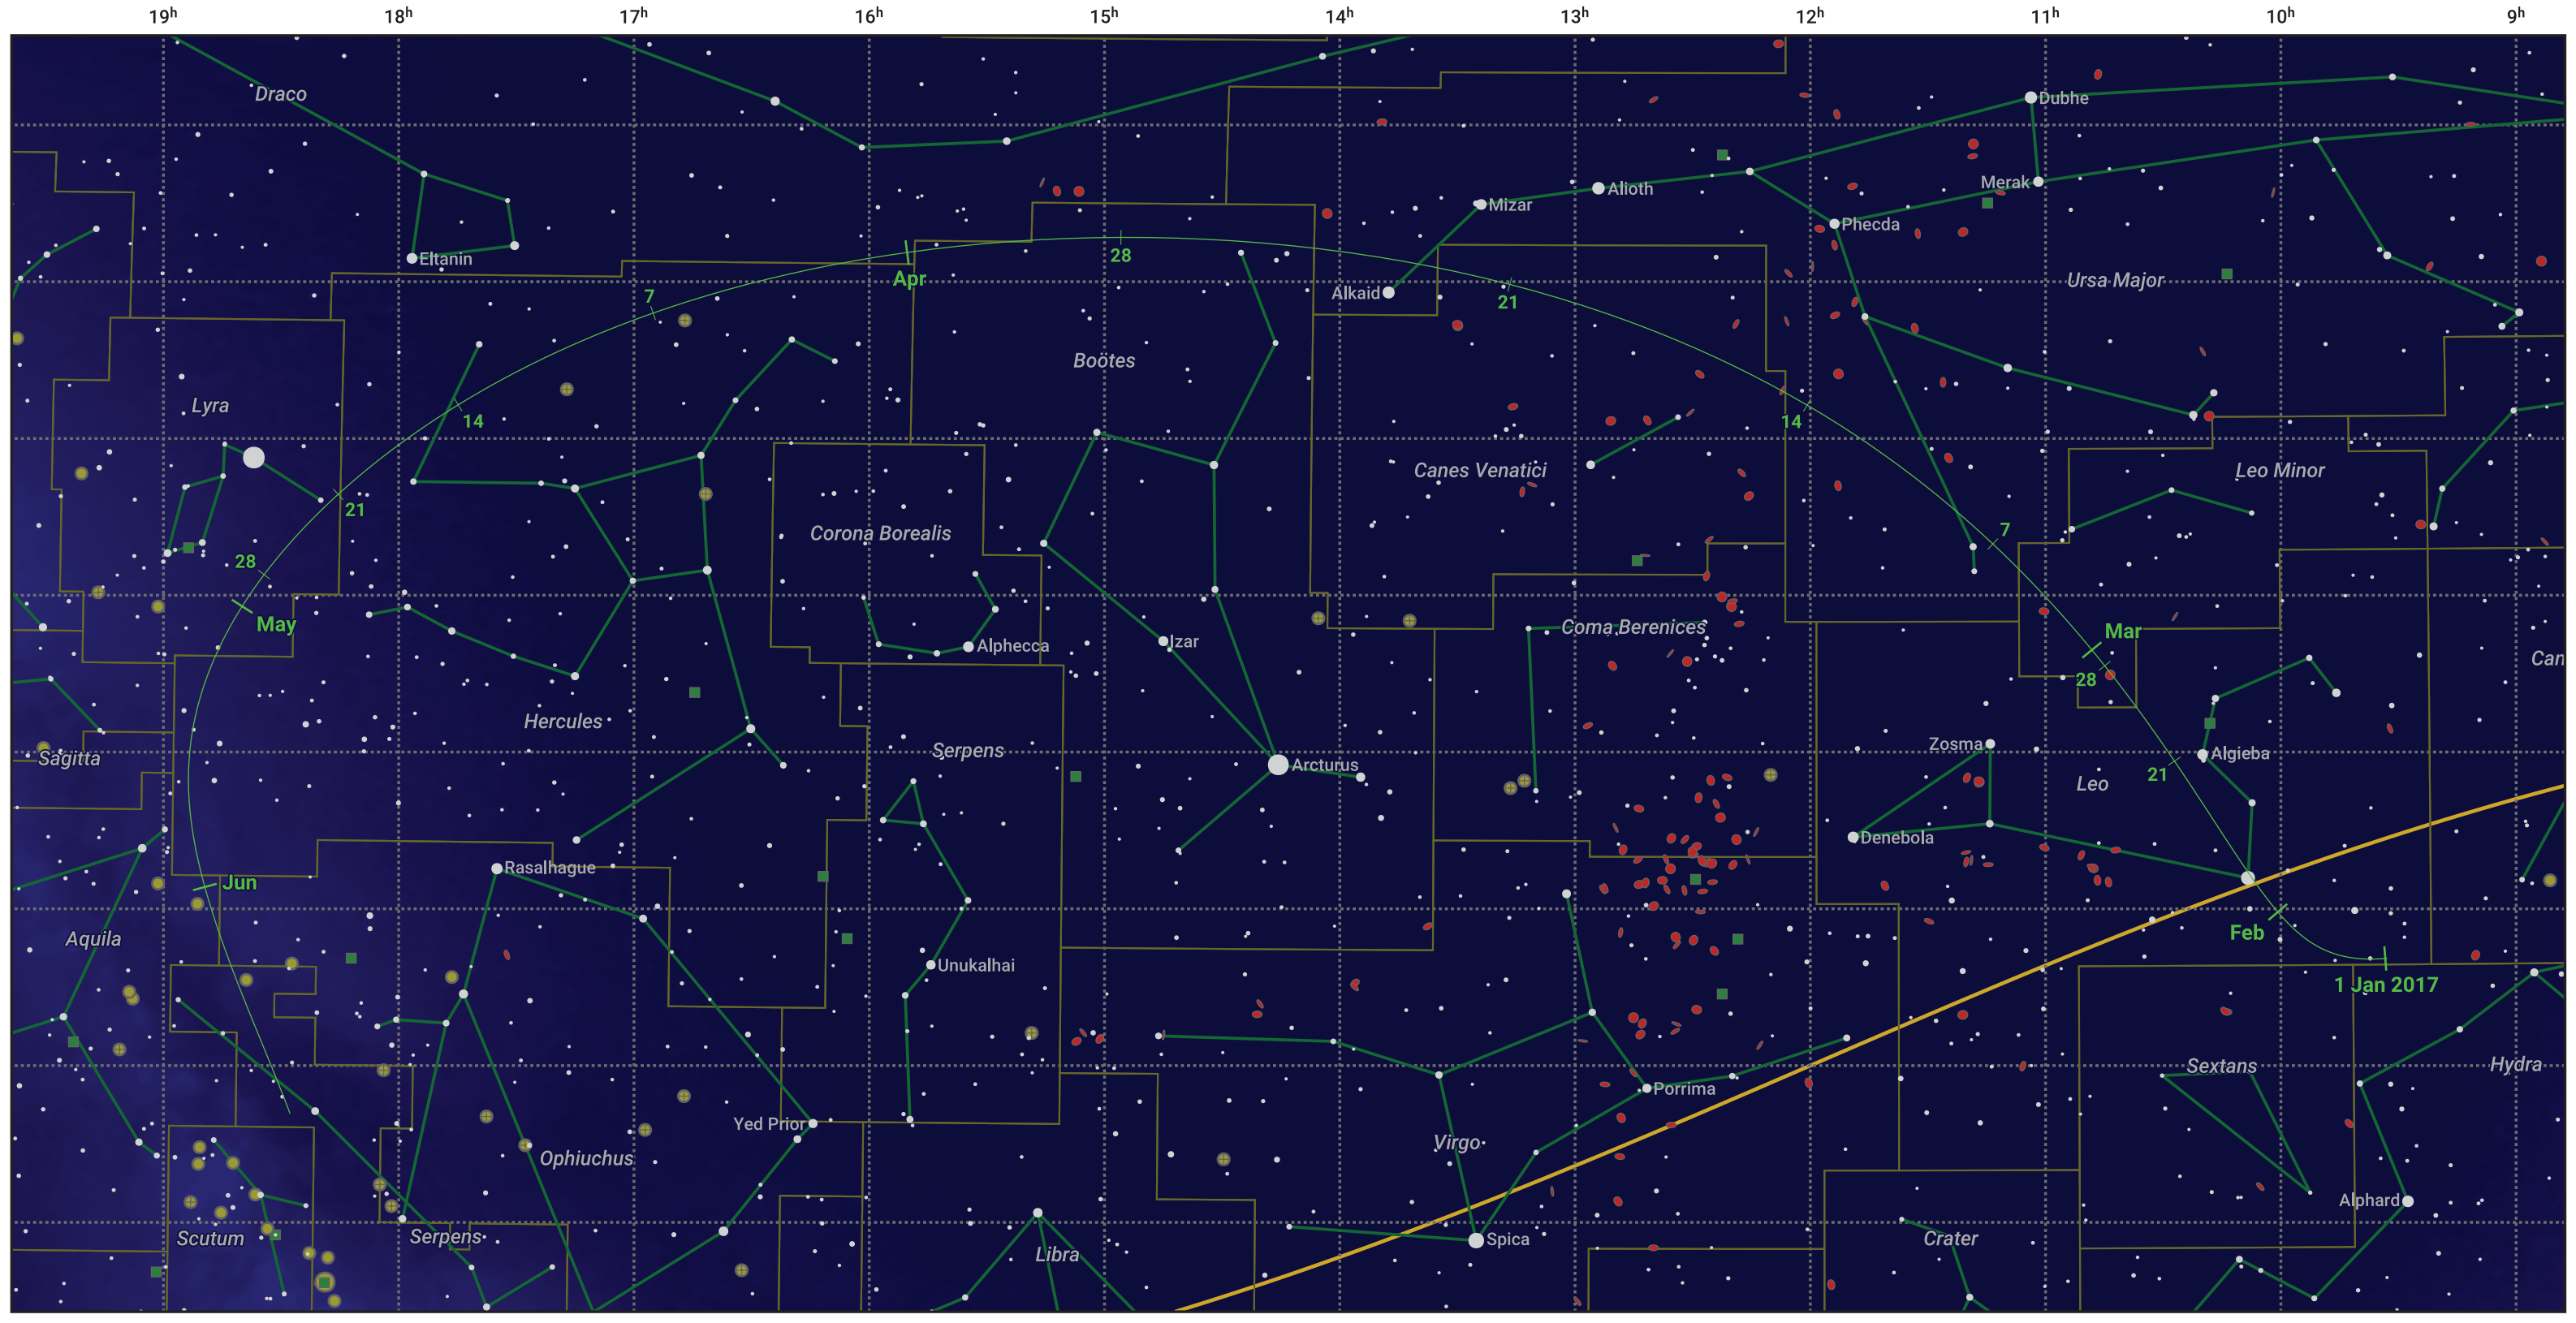 19h 18h 17h 16h 15h 14h 13h 12h 11h 10h 9h
Draco
Dubhe
Alioth
Merak
Mizar
Phecda
Eltanin
28
Apr
Ursa Major
Alkaid
7
21
Boötes
Lyra
14
14
Canes Venatici
Leo Minor
21
Corona Borealis
7
28
May
Coma Berenices
Mar
Izar
Alphecca
Can
28
Hercules
Serpens
Zosma
Algieba
Sagitta
Arcturus
21
Leo
Denebola
Rasalhague
Jun
Feb
Aquila
Unukalhai
1 Jan 2017
Sextans
Hydra
Porrima
Yed Prior
Virgo
Ophiuchus
Alphard
Scutum
Serpens
Spica
Crater
Libra